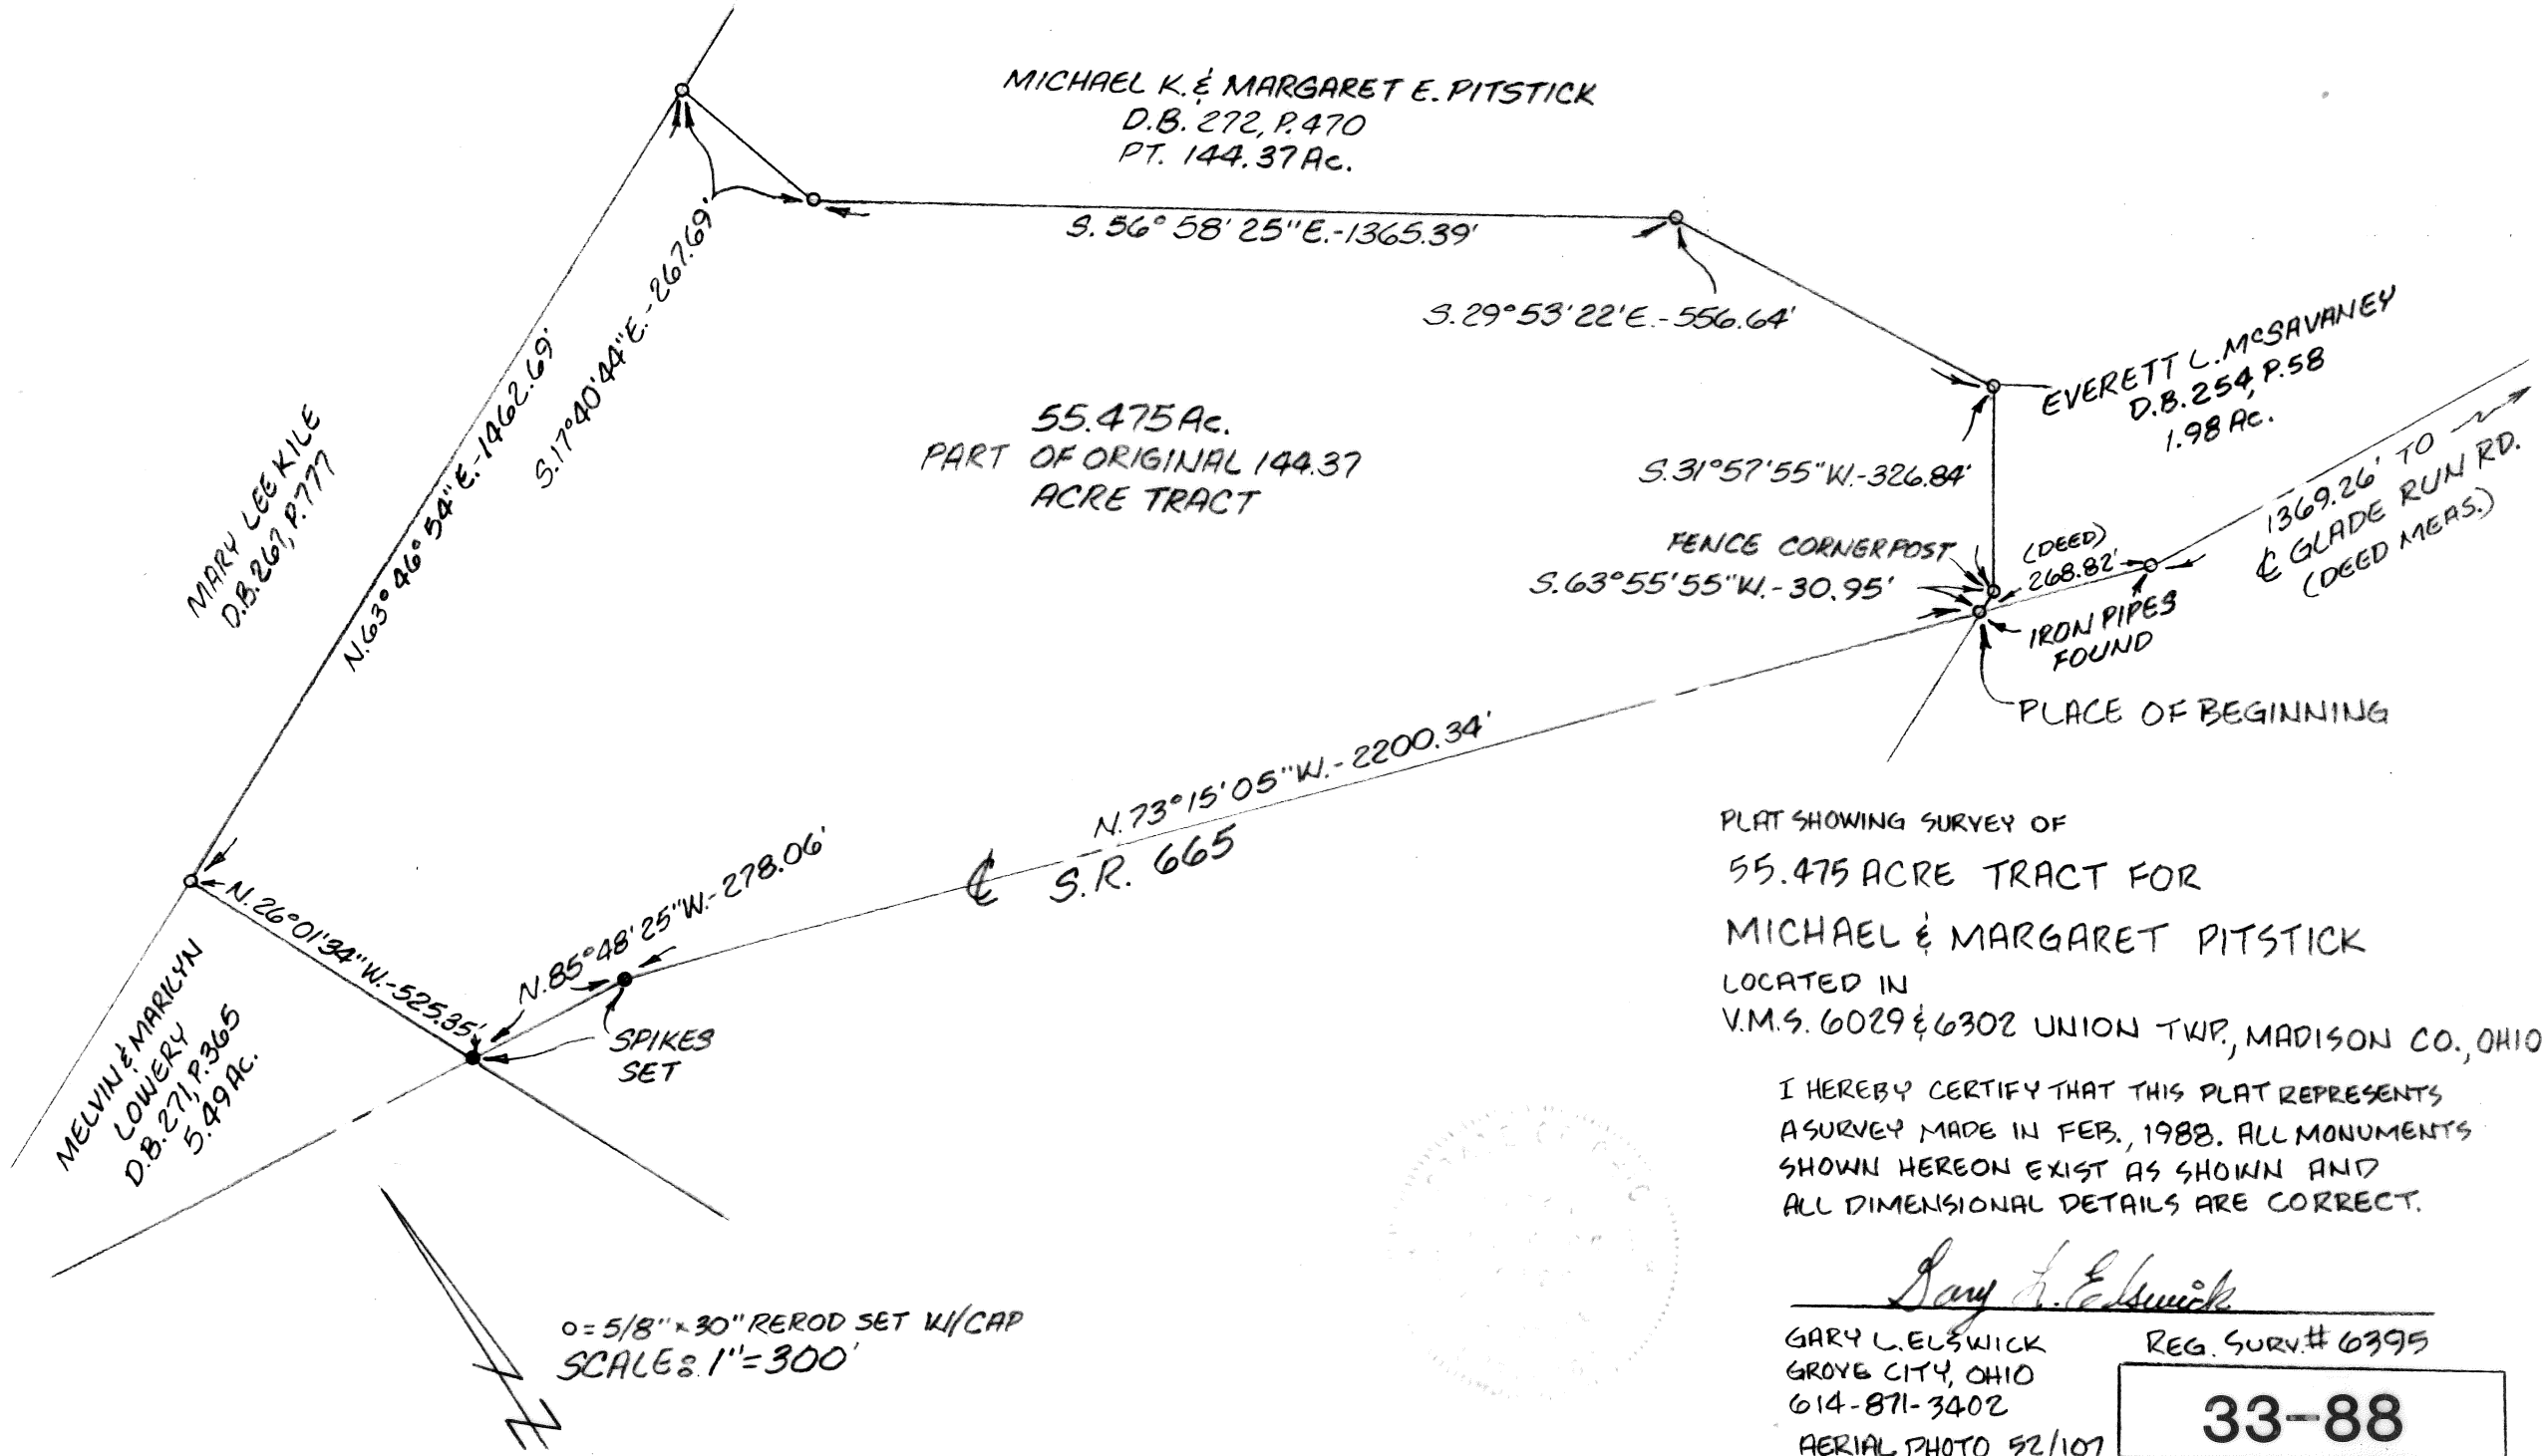 MICHAEL K. & MARGARET E. PITSTICK
D.B. 272, P. 470
PT. 144.37 Ac.
S. 56° 58' 25" E.-1365.39'
S. 17° 40' 44" E.-267.69'
N. 63° 46' 54" E.-1462.69'
MARY LEE KILE
D.B. 267, P. 777
S. 29° 53' 22' E.-556.64'
55.475 Ac.
PART OF ORIGINAL 144.37
ACRE TRACT
EVERETT L. McSAVANEY
D.B. 254, P. 58
1.98 Ac.
S. 31° 57' 55" W.-326.84'
1369.26' TO
℄ GLADE RUN RD.
(DEED MEAS.)
FENCE CORNERPOST
S. 63° 55' 55" W.-30.95'
(DEED)
268.82'
IRON PIPES
FOUND
PLACE OF BEGINNING
N. 73° 15' 05" W.-2200.34'
℄ S.R. 665
N. 85° 48' 25" W.-278.06'
N. 26° 01' 34" W.-525.35'
SPIKES
SET
MELVIN & MARILYN
LOWERY
D.B. 271, P. 365
5.49 Ac.
PLAT SHOWING SURVEY OF
55.475 ACRE TRACT FOR
MICHAEL & MARGARET PITSTICK
LOCATED IN
V.M.S. 6029 & 6302 UNION TWP., MADISON CO., OHIO
I HEREBY CERTIFY THAT THIS PLAT REPRESENTS
A SURVEY MADE IN FEB., 1988. ALL MONUMENTS
SHOWN HEREON EXIST AS SHOWN AND
ALL DIMENSIONAL DETAILS ARE CORRECT.
Gary L. Elswick
GARY L. ELSWICK REG. SURV. # 6395
GROVE CITY, OHIO
614-871-3402
AERIAL PHOTO 52/107
33-88
N
o = 5/8" x 30" REROD SET W/CAP
SCALE: 1" = 300'
STATE OF